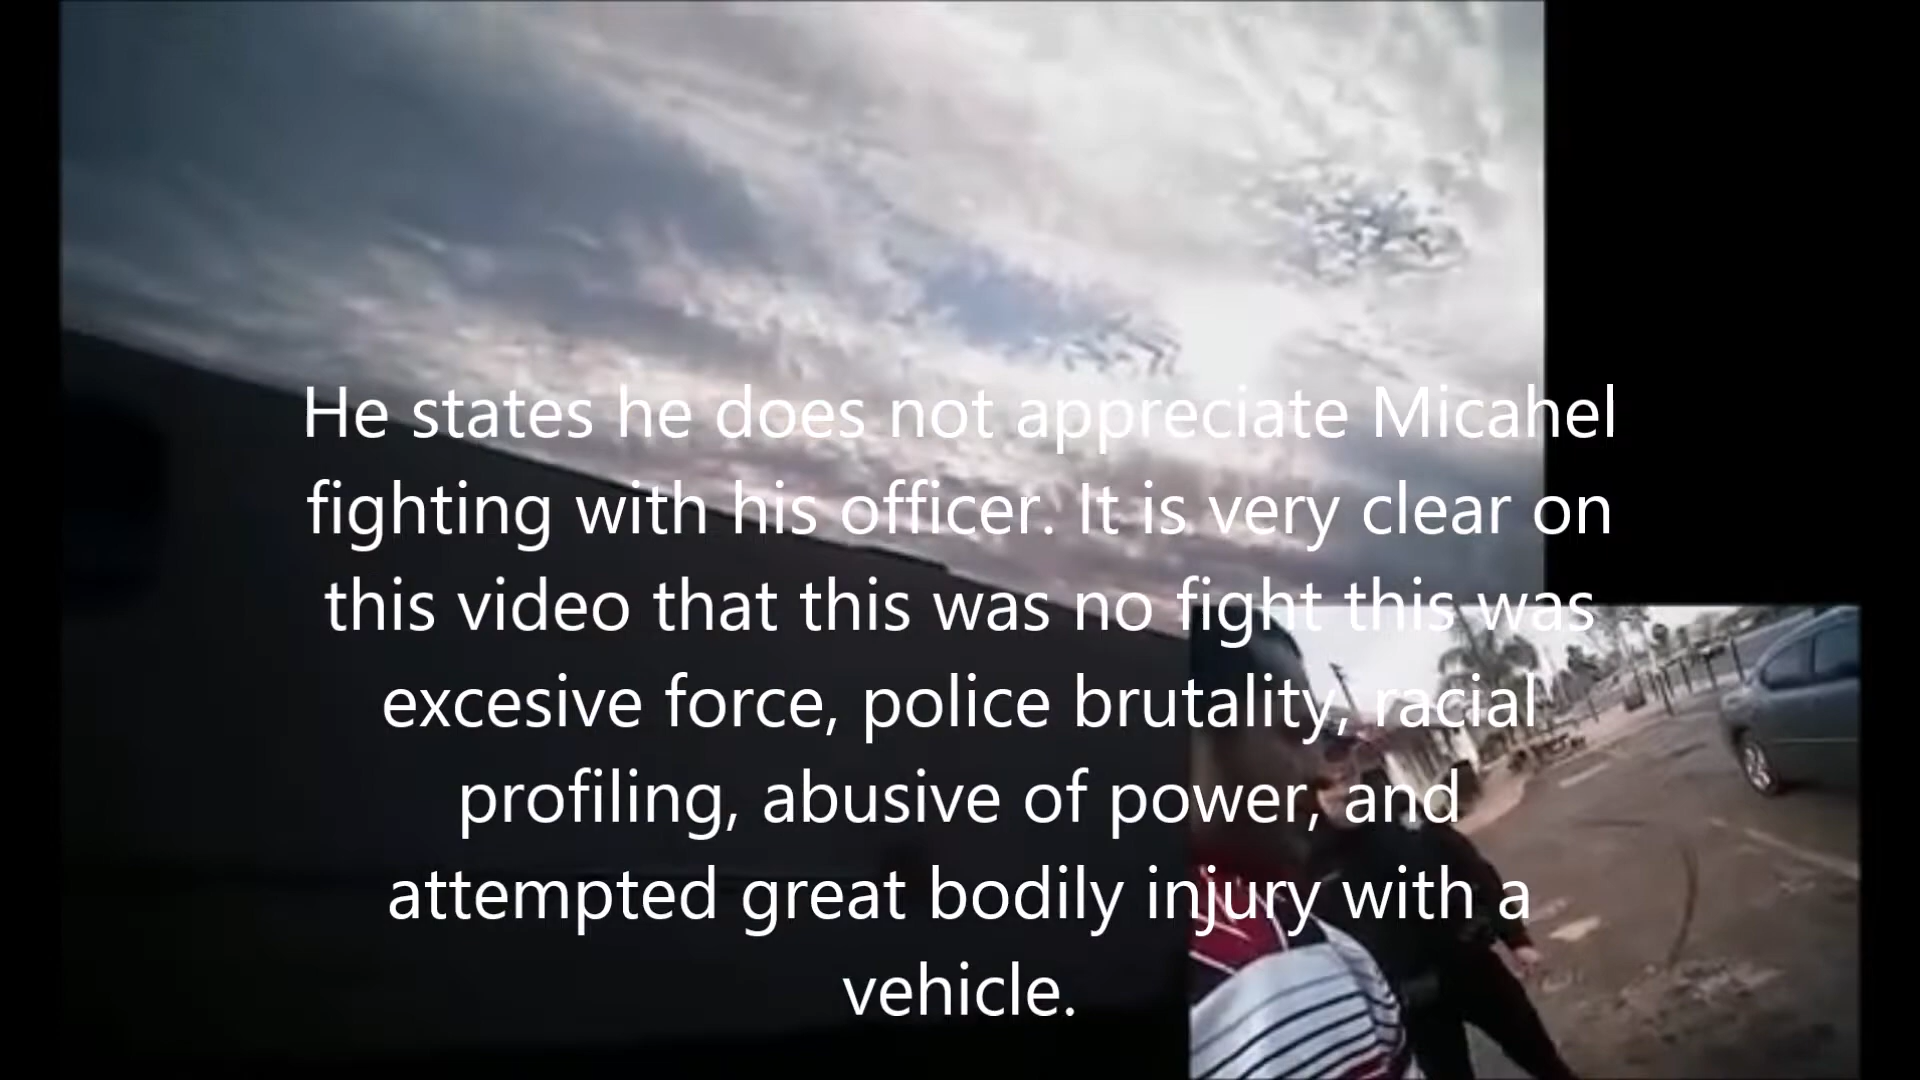 He states he does not appreciate Micahel
fighting with his officer. It is very clear on
this video that this was no fight this was
excesive force, police brutality, racial
profiling, abusive of power, and
attempted great bodily injury with a
vehicle.